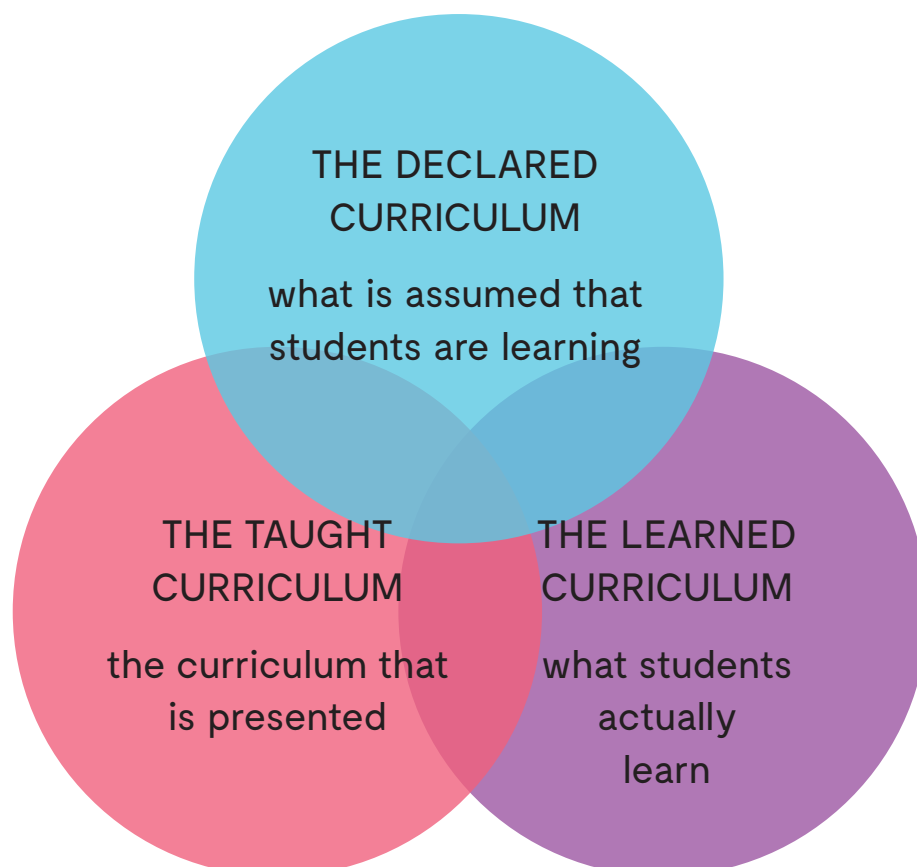 THE DECLARED
CURRICULUM
what is assumed that
students are learning
THE TAUGHT
CURRICULUM
the curriculum that
is presented
THE LEARNED
CURRICULUM
what students
actually
learn